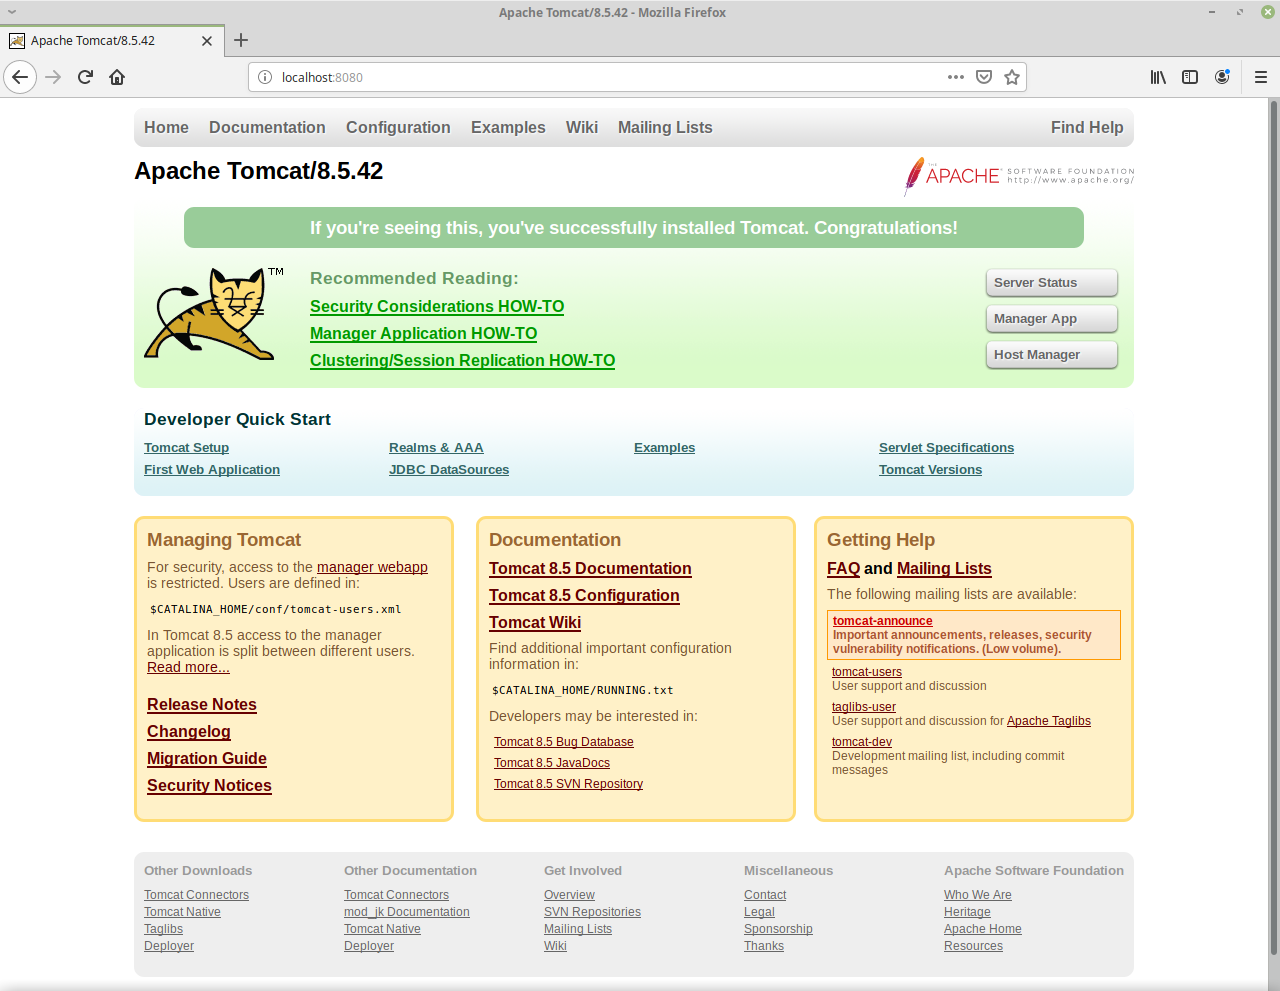 Apache Tomcat/8.5.42 - Mozilla Firefox
Apache Tomcat/8.5.42
localhost:8080
Home Documentation Configuration Examples Wiki Mailing Lists Find Help
Apache Tomcat/8.5.42
THE
APACHE SOFTWARE FOUNDATION
http://www.apache.org/
If you're seeing this, you've successfully installed Tomcat. Congratulations!
TM
Recommended Reading:
Security Considerations HOW-TO
Manager Application HOW-TO
Clustering/Session Replication HOW-TO
Server Status
Manager App
Host Manager
Developer Quick Start
Tomcat Setup
First Web Application
Realms & AAA
JDBC DataSources
Examples
Servlet Specifications
Tomcat Versions
Managing Tomcat
For security, access to the manager webapp
is restricted. Users are defined in:
$CATALINA_HOME/conf/tomcat-users.xml
In Tomcat 8.5 access to the manager
application is split between different users.
Read more...
Release Notes
Changelog
Migration Guide
Security Notices
Documentation
Tomcat 8.5 Documentation
Tomcat 8.5 Configuration
Tomcat Wiki
Find additional important configuration
information in:
$CATALINA_HOME/RUNNING.txt
Developers may be interested in:
Tomcat 8.5 Bug Database
Tomcat 8.5 JavaDocs
Tomcat 8.5 SVN Repository
Getting Help
FAQ and Mailing Lists
The following mailing lists are available:
tomcat-announce
Important announcements, releases, security
vulnerability notifications. (Low volume).
tomcat-users
User support and discussion
taglibs-user
User support and discussion for Apache Taglibs
tomcat-dev
Development mailing list, including commit
messages
Other Downloads
Tomcat Connectors
Tomcat Native
Taglibs
Deployer
Other Documentation
Tomcat Connectors
mod_jk Documentation
Tomcat Native
Deployer
Get Involved
Overview
SVN Repositories
Mailing Lists
Wiki
Miscellaneous
Contact
Legal
Sponsorship
Thanks
Apache Software Foundation
Who We Are
Heritage
Apache Home
Resources